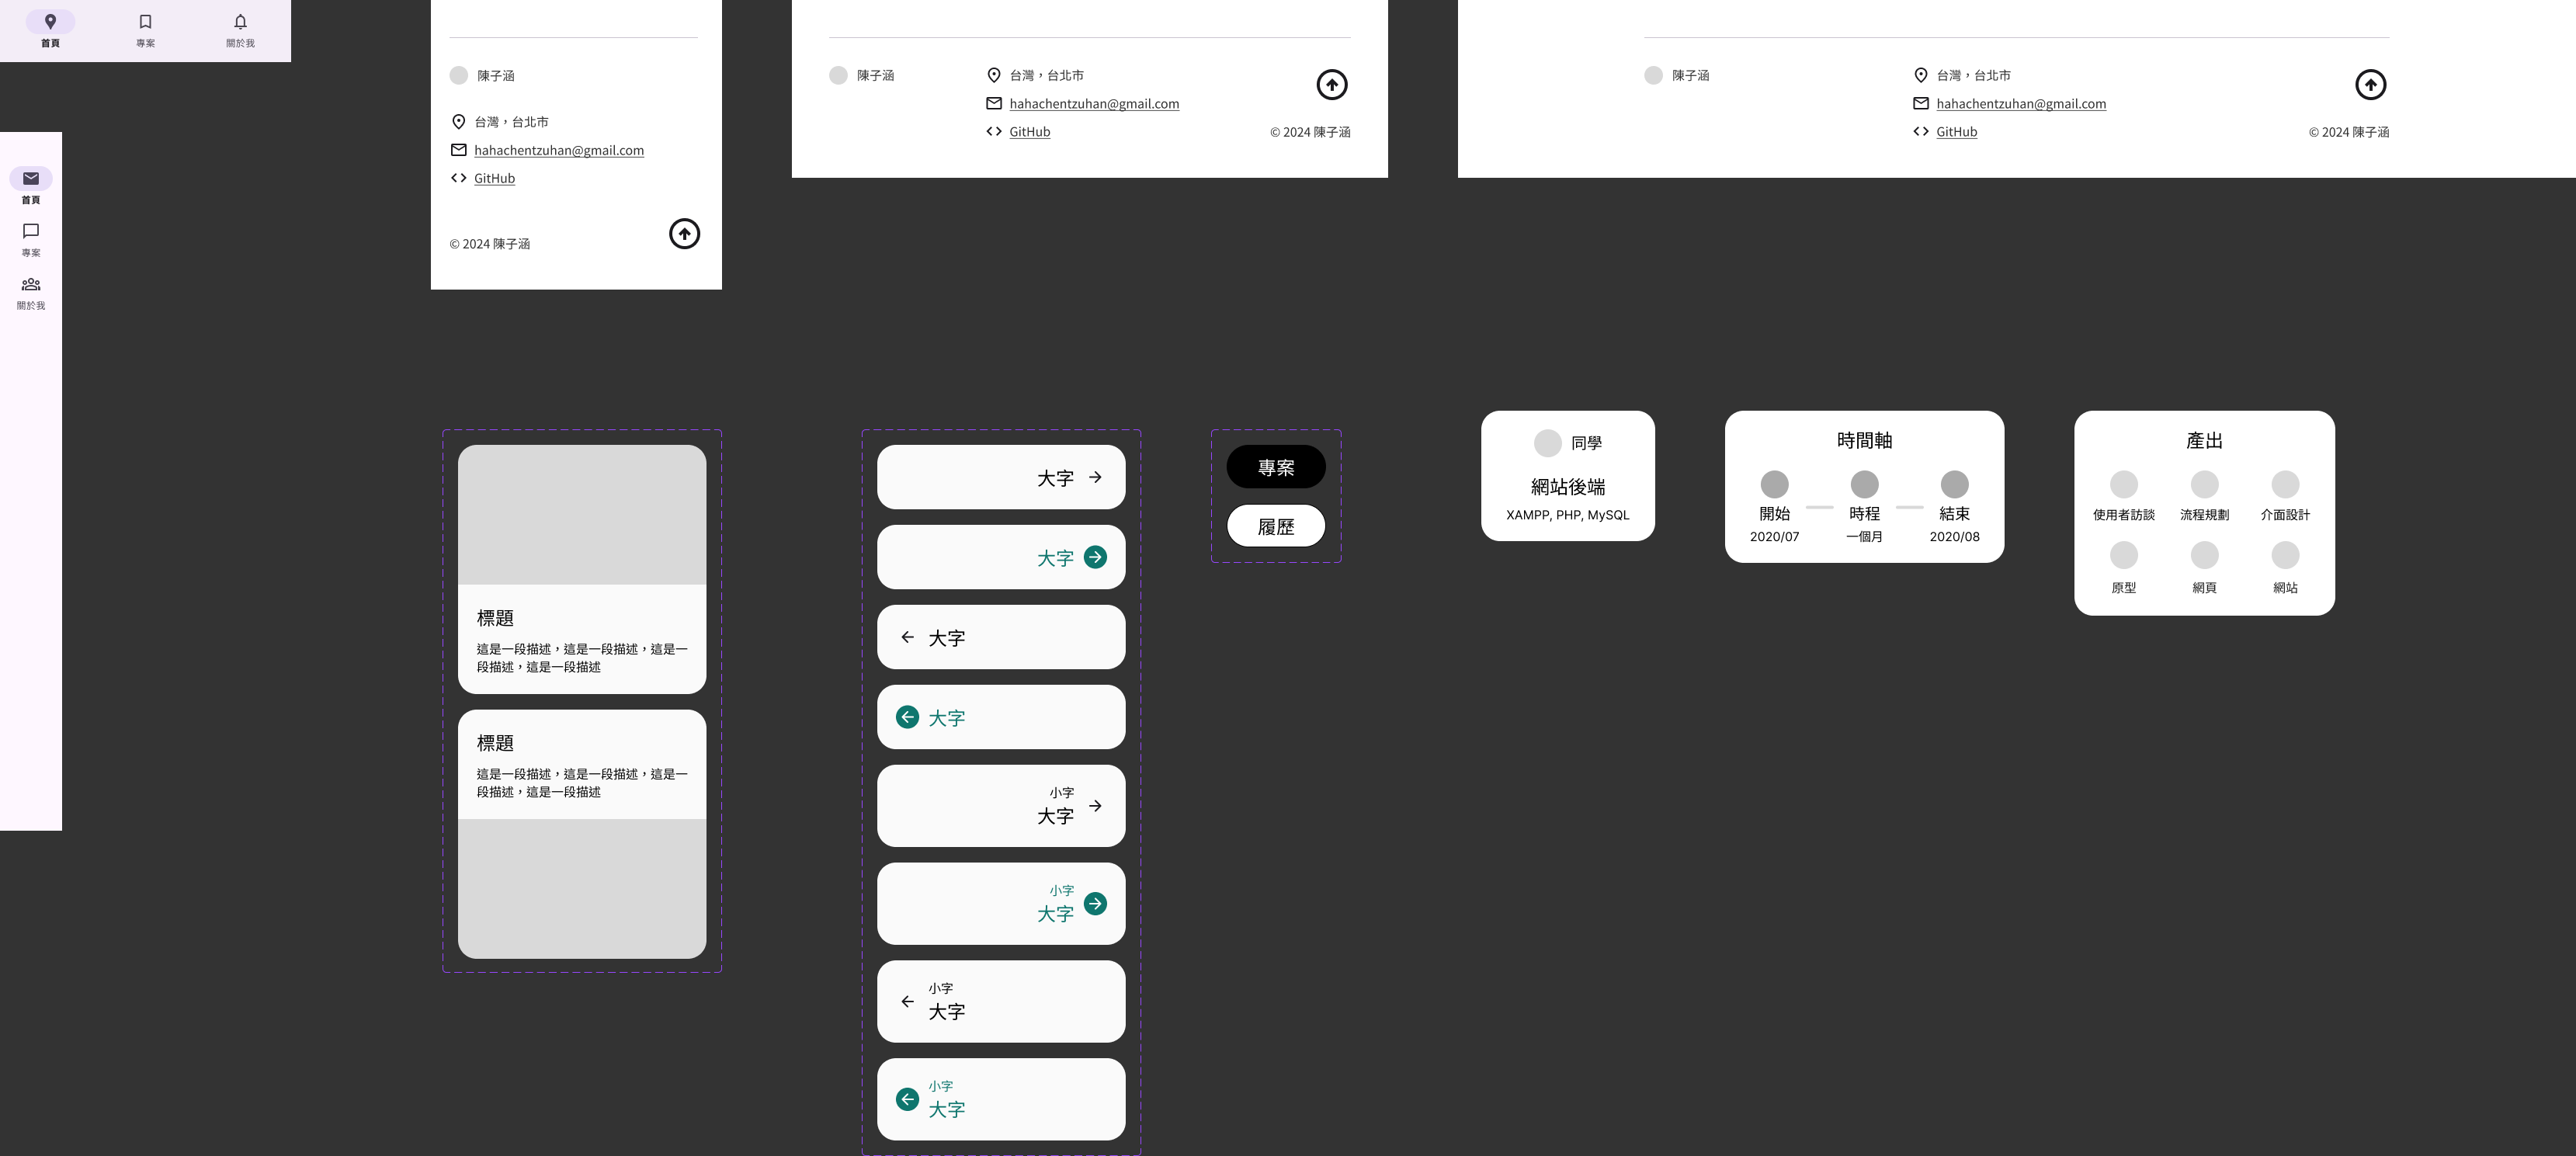 首頁
專案
關於我
首頁
專案
關於我
陳子涵
台灣，台北市
hahachentzuhan@gmail.com
GitHub
© 2024 陳子涵
陳子涵
台灣，台北市
hahachentzuhan@gmail.com
GitHub
© 2024 陳子涵
陳子涵
台灣，台北市
hahachentzuhan@gmail.com
GitHub
© 2024 陳子涵
標題
這是一段描述，這是一段描述，這是一
段描述，這是一段描述
標題
這是一段描述，這是一段描述，這是一
段描述，這是一段描述
大字
大字
大字
大字
小字
大字
小字
大字
小字
大字
小字
大字
專案
履歷
同學
網站後端
XAMPP, PHP, MySQL
時間軸
開始
2020/07
時程
一個月
結束
2020/08
產出
使用者訪談
流程規劃
介面設計
原型
網頁
網站